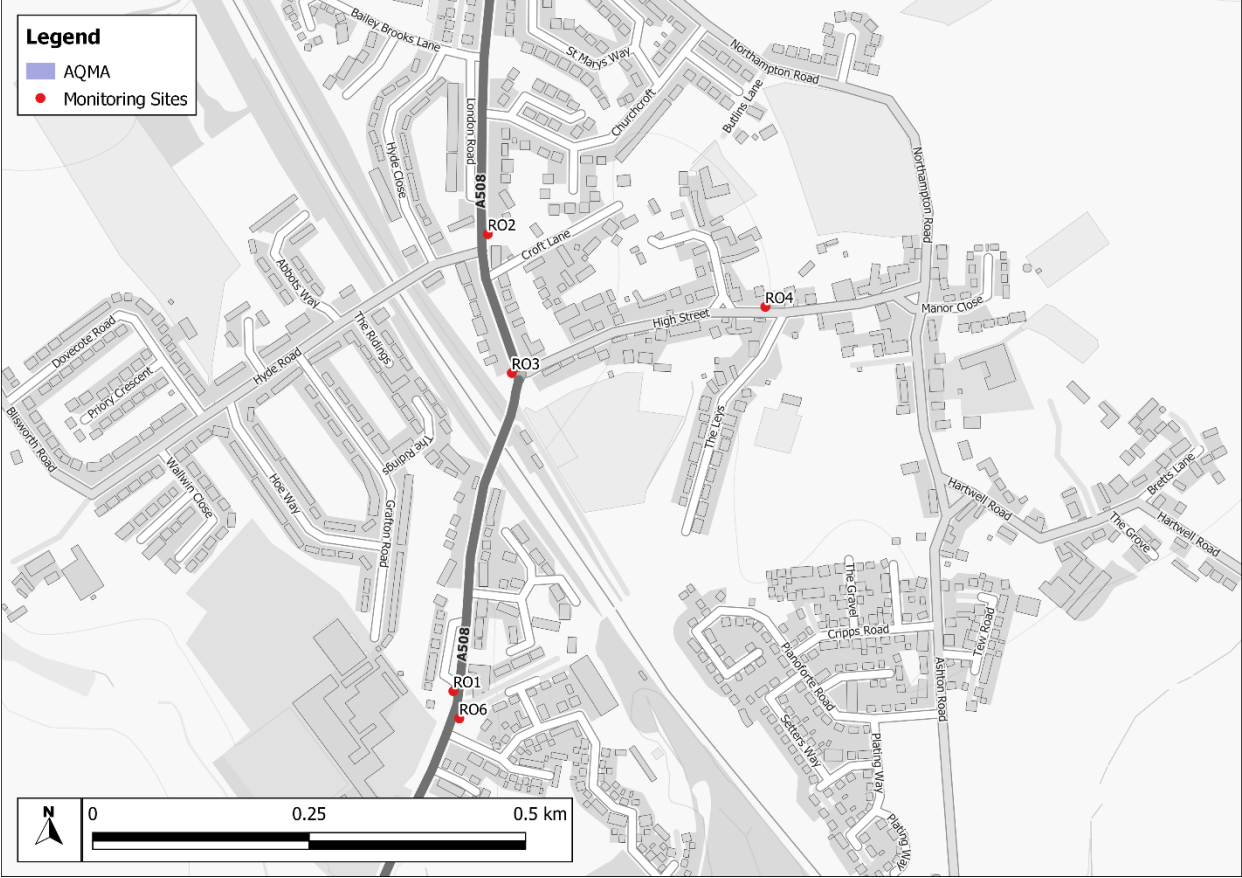 Legend
AQMA
Monitoring Sites
Bailey Brooks Lane
St Marys Way
Northampton Road
Butlins Lane
Churchcroft
London Road
Hyde Close
A508
Northampton Road
RO2
Croft Lane
Abbots Way
RO4
Manor Close
High Street
The Ridings
Dovecote Road
Hyde Road
RO3
Priory Crescent
Blisworth Road
The Leys
The Ridings
Wallwin Close
Hoe Way
Grafton Road
Hartwell Road
Bretts Lane
The Grove
Hartwell Road
The Gravel
Cripps Road
Tew Road
A508
Pianoforte Road
Ashton Road
RO1
RO6
Setters Way
Plating Way
Plating Way
N
0 0.25 0.5 km